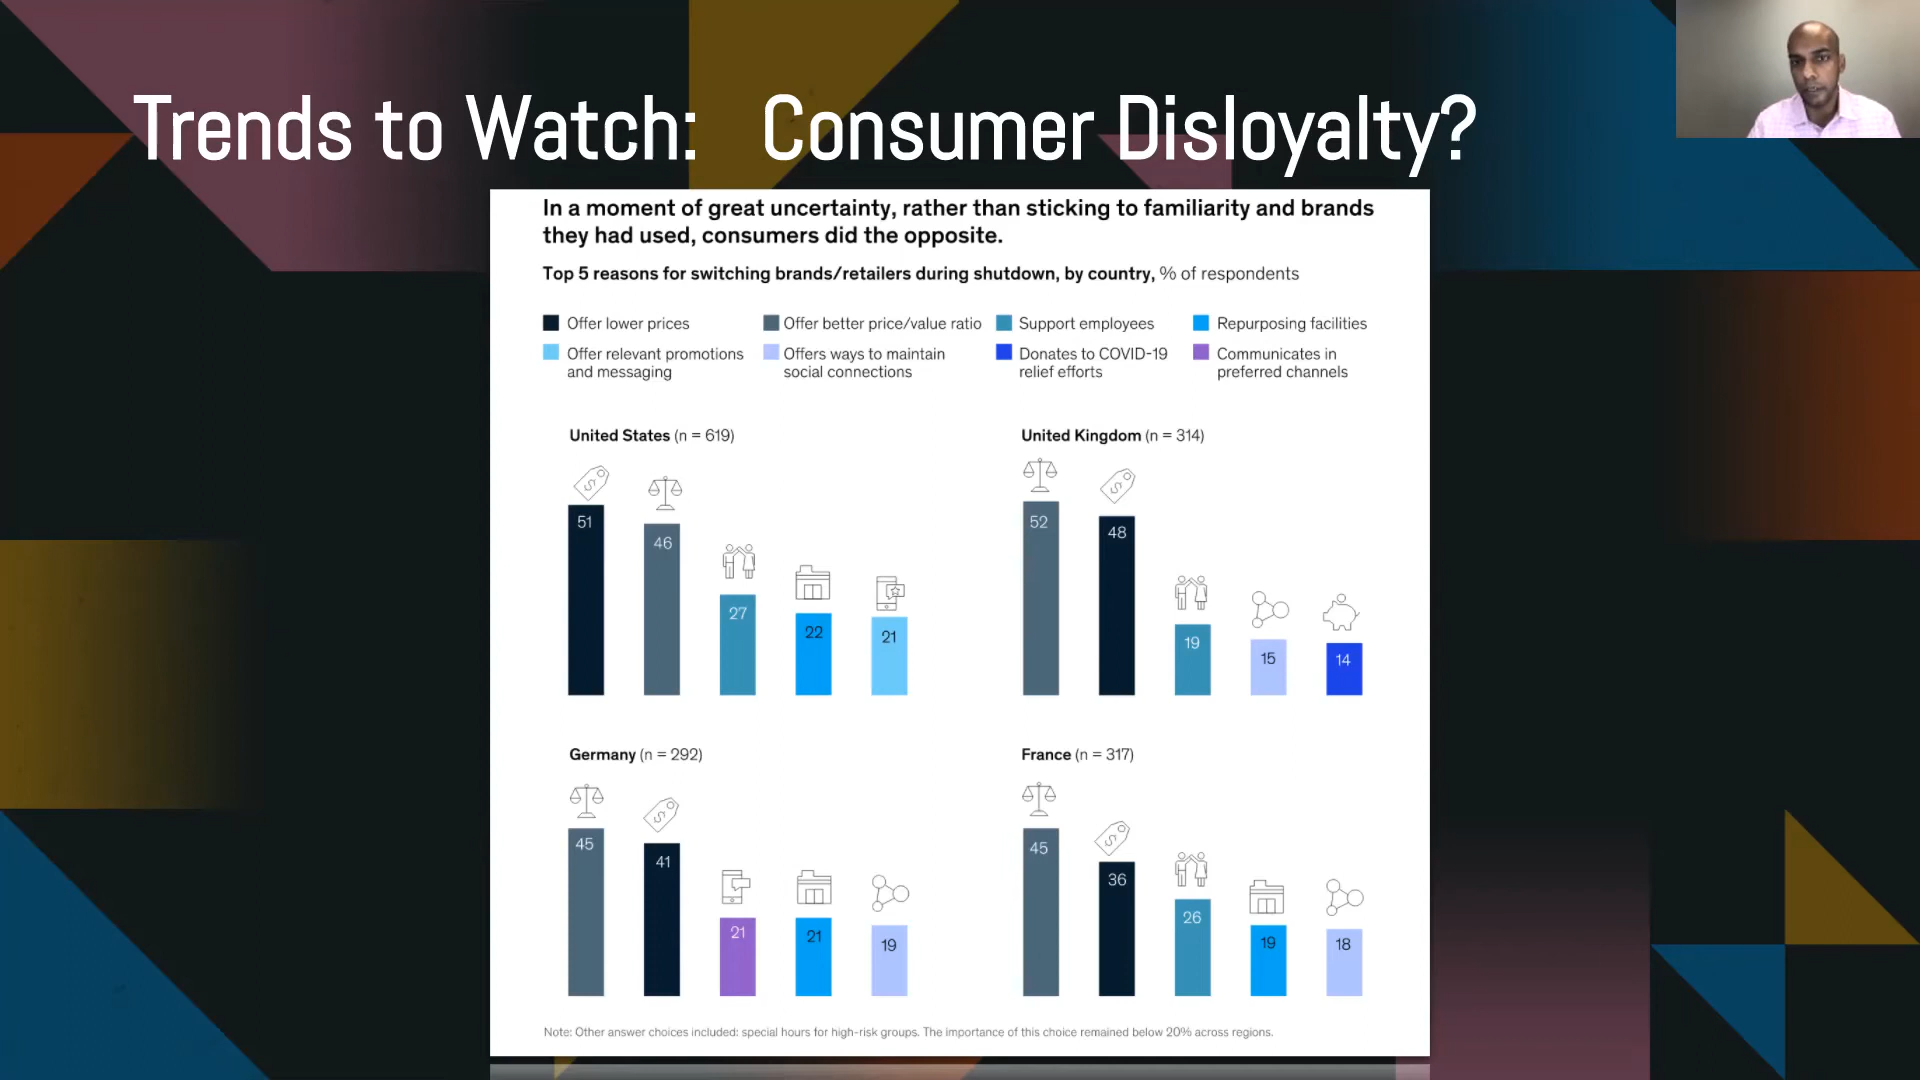 Trends to Watch: Consumer Disloyalty?
In a moment of great uncertainty, rather than sticking to familiarity and brands
they had used, consumers did the opposite.
Top 5 reasons for switching brands/retailers during shutdown, by country, % of respondents
Offer lower prices
Offer better price/value ratio
Support employees
Repurposing facilities
Offer relevant promotions
and messaging
Offers ways to maintain
social connections
Donates to COVID-19
relief efforts
Communicates in
preferred channels
United States (n = 619)
51
46
27
22
21
United Kingdom (n = 314)
52
48
19
15
14
Germany (n = 292)
45
41
21
21
19
France (n = 317)
45
36
26
19
18
Note: Other answer choices included: special hours for high-risk groups. The importance of this choice remained below 20% across regions.